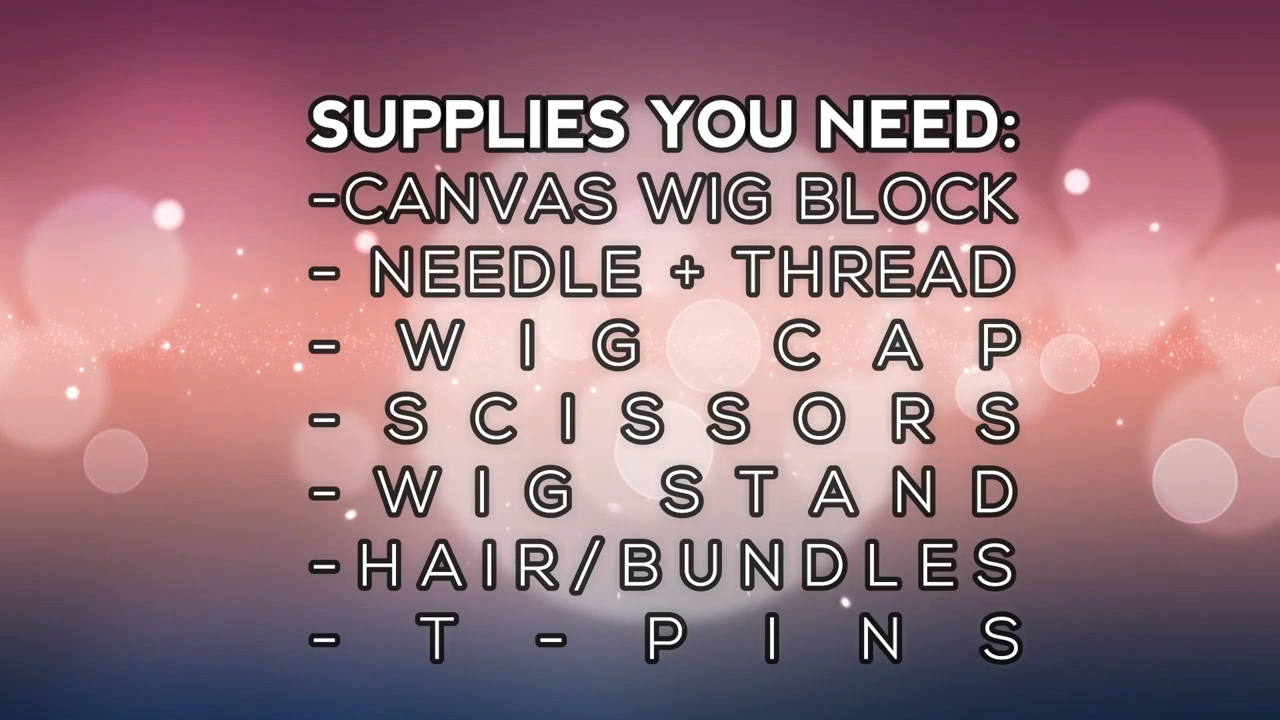 SUPPLIES YOU NEED:
-CANVAS WIG BLOCK
- NEEDLE + THREAD
- WIG CAP
- SCISSORS
- WIG STAND
-HAIR/BUNDLES
- T-PINS